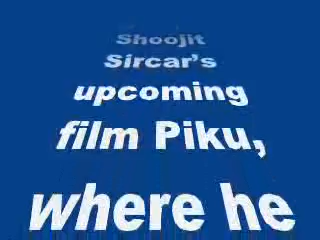 Shoojit
Sircar's
upcoming
film Piku,
where he